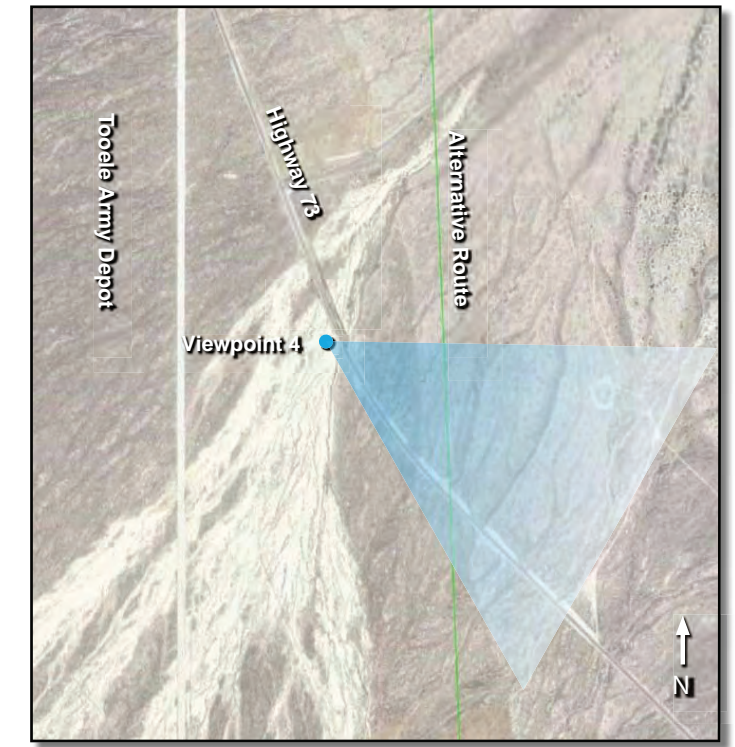 Tooele Army Depot
Highway 73
Alternative Route
Viewpoint 4
N